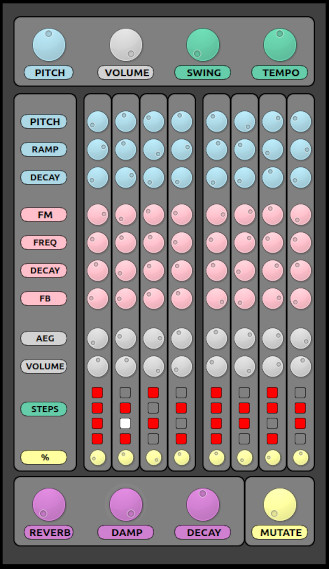 PITCH VOLUME SWING TEMPO
PITCH
RAMP
DECAY
FM
FREQ
DECAY
FB
AEG
VOLUME
STEPS
%
REVERB DAMP DECAY MUTATE